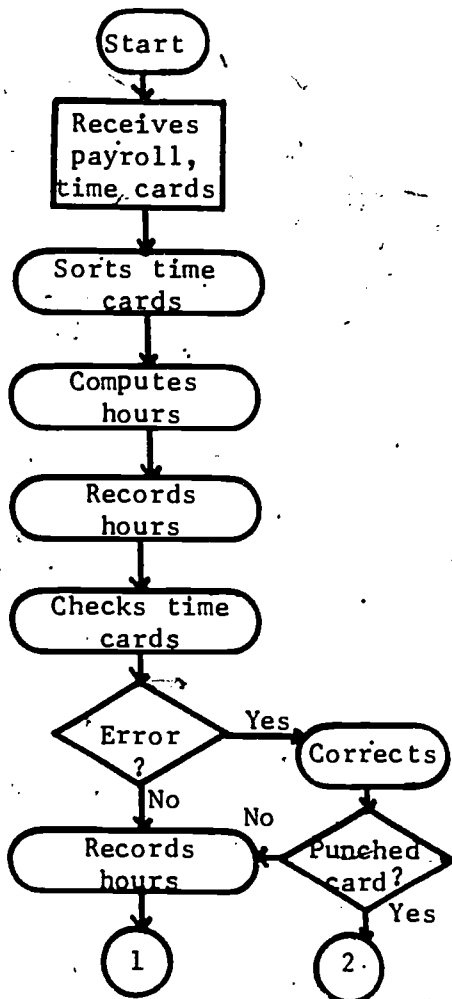 Start
Receives
payroll,
time cards
Sorts time
cards
Computes
hours
Records
hours
Checks time
cards
Error
?
Yes
Corrects
No
No
Records
hours
Punched
card?
Yes
1
2